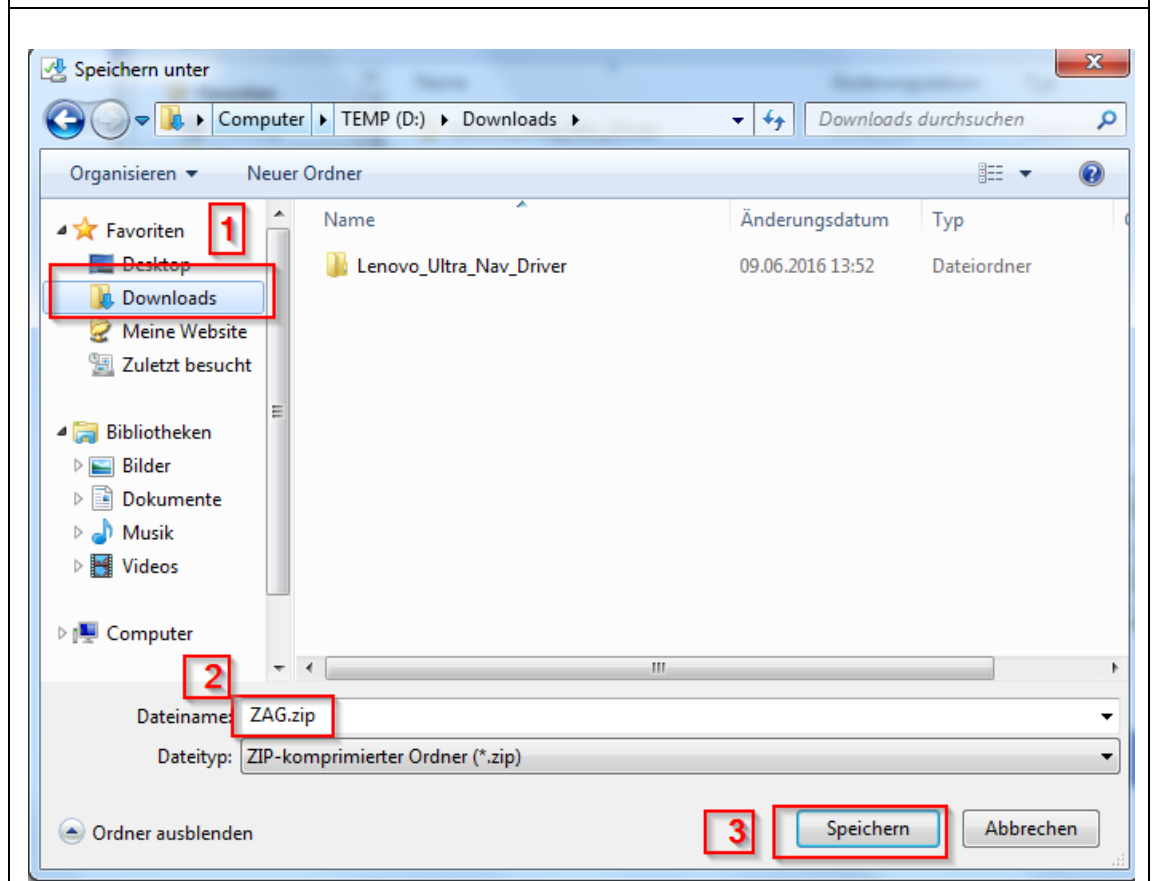 Speichern unter
Computer TEMP (D:) Downloads Downloads durchsuchen
Organisieren Neuer Ordner
Name Änderungsdatum Typ
Favoriten 1
Desktop
Lenovo_Ultra_Nav_Driver 09.06.2016 13:52 Dateiordner
Downloads
Meine Website
Zuletzt besucht
Bibliotheken
Bilder
Dokumente
Musik
Videos
Computer
2
Dateiname: ZAG.zip
Dateityp: ZIP-komprimierter Ordner (*.zip)
Ordner ausblenden 3 Speichern Abbrechen